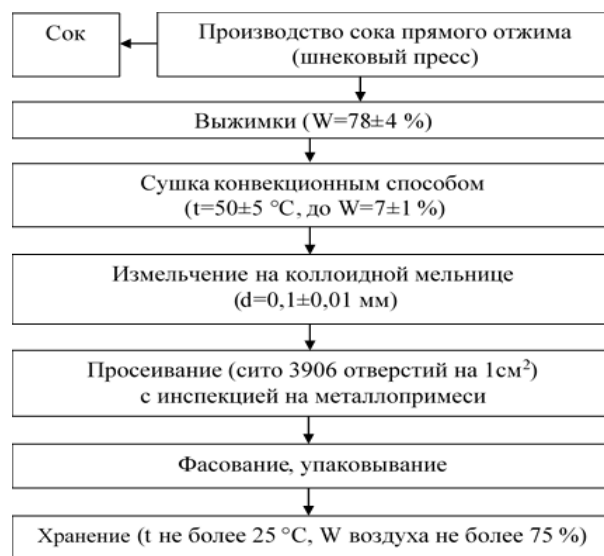 Сок
Производство сока прямого отжима
(шнековый пресс)
Выжимки (W=78±4 %)
Сушка конвекционным способом
(t=50±5 °С, до W=7±1 %)
Измельчение на коллоидной мельнице
(d=0,1±0,01 мм)
Просеивание (сито 3906 отверстий на 1см²)
с инспекцией на металлопримеси
Фасование, упаковывание
Хранение (t не более 25 °С, W воздуха не более 75 %)